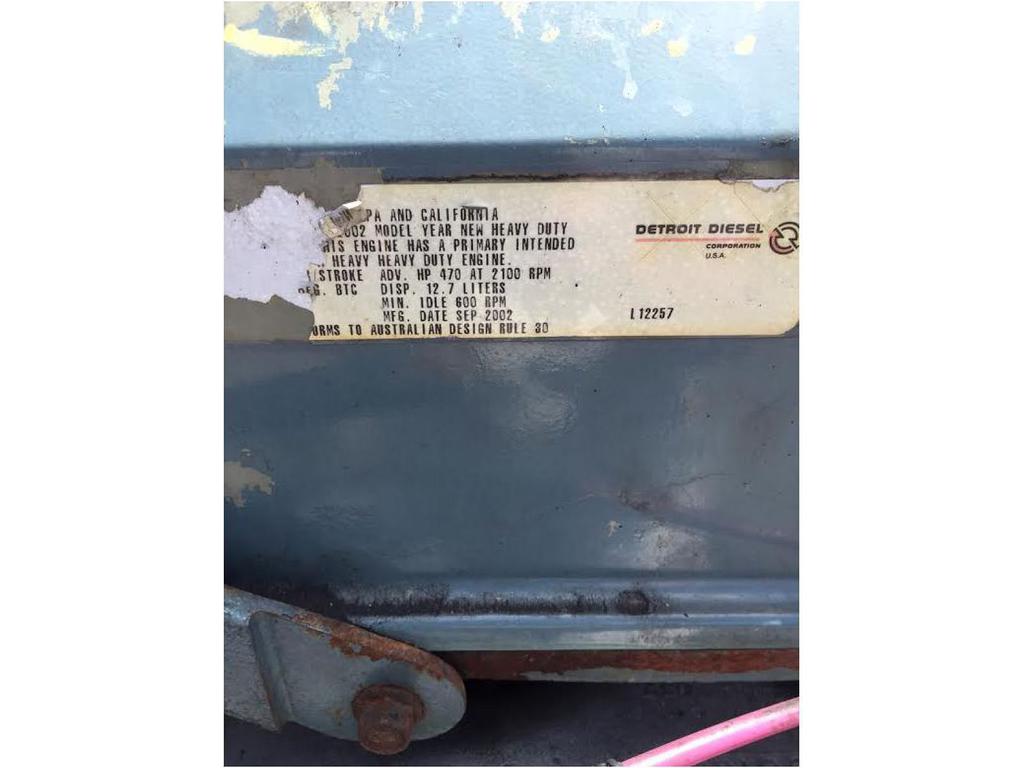 PA AND CALIFORNIA
002 MODEL YEAR NEW HEAVY DUTY
HIS ENGINE HAS A PRIMARY INTENDED
HEAVY HEAVY DUTY ENGINE.
/STROKE ADV. HP 470 AT 2100 RPM
EG. BTC DISP. 12.7 LITERS
MIN. IDLE 600 RPM
MFG. DATE SEP 2002
ORMS TO AUSTRALIAN DESIGN RULE 30
DETROIT DIESEL
CORPORATION
U.S.A.
L12257